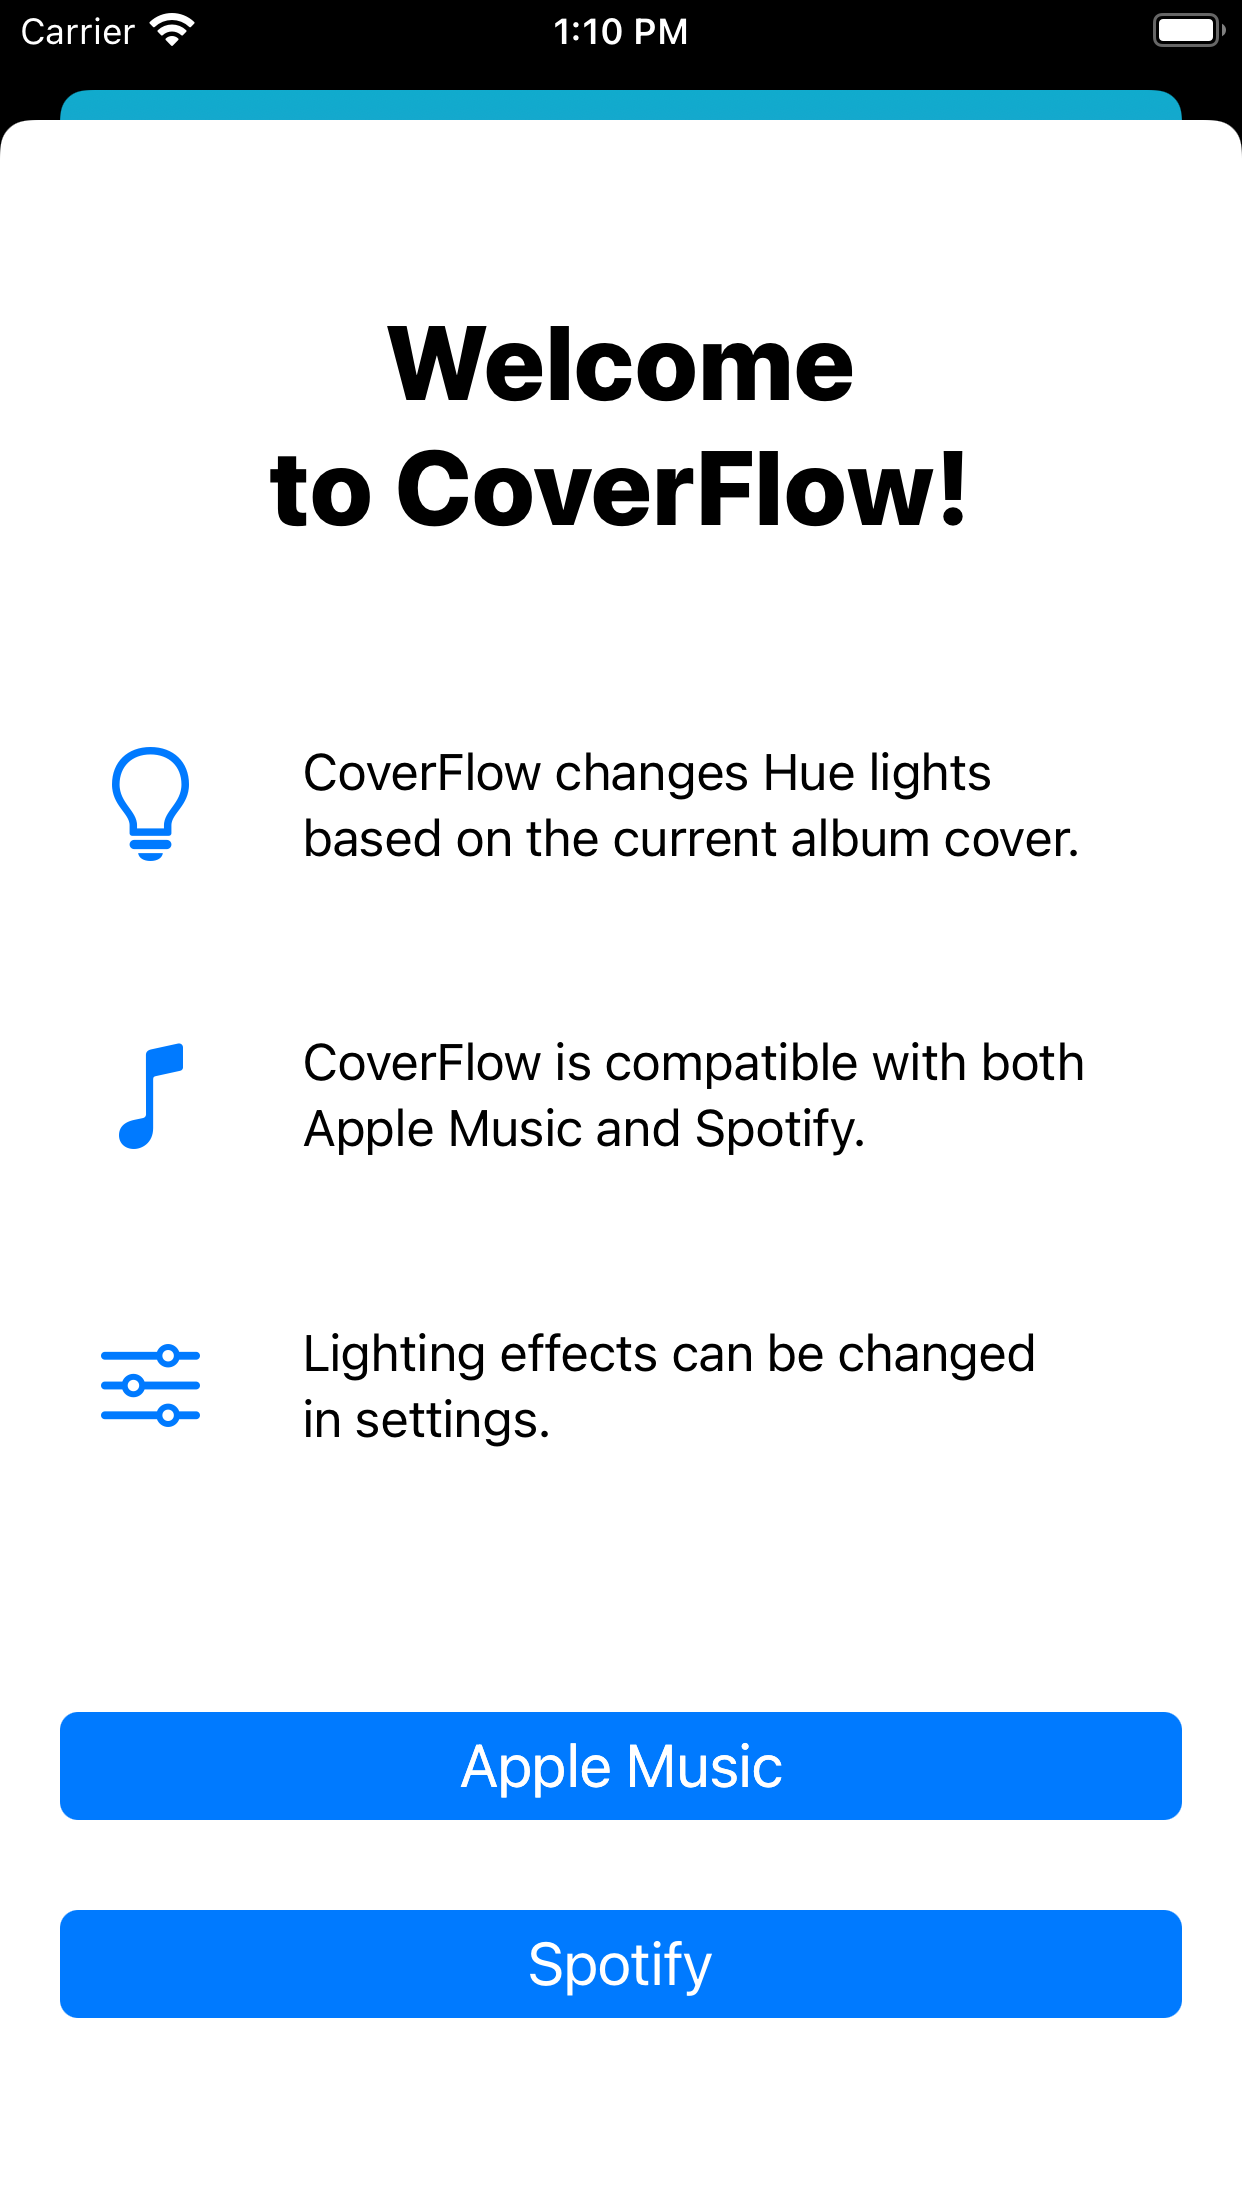 Carrier 1:10 PM
Welcome
to CoverFlow!
CoverFlow changes Hue lights
based on the current album cover.
CoverFlow is compatible with both
Apple Music and Spotify.
Lighting effects can be changed
in settings.
Apple Music
Spotify